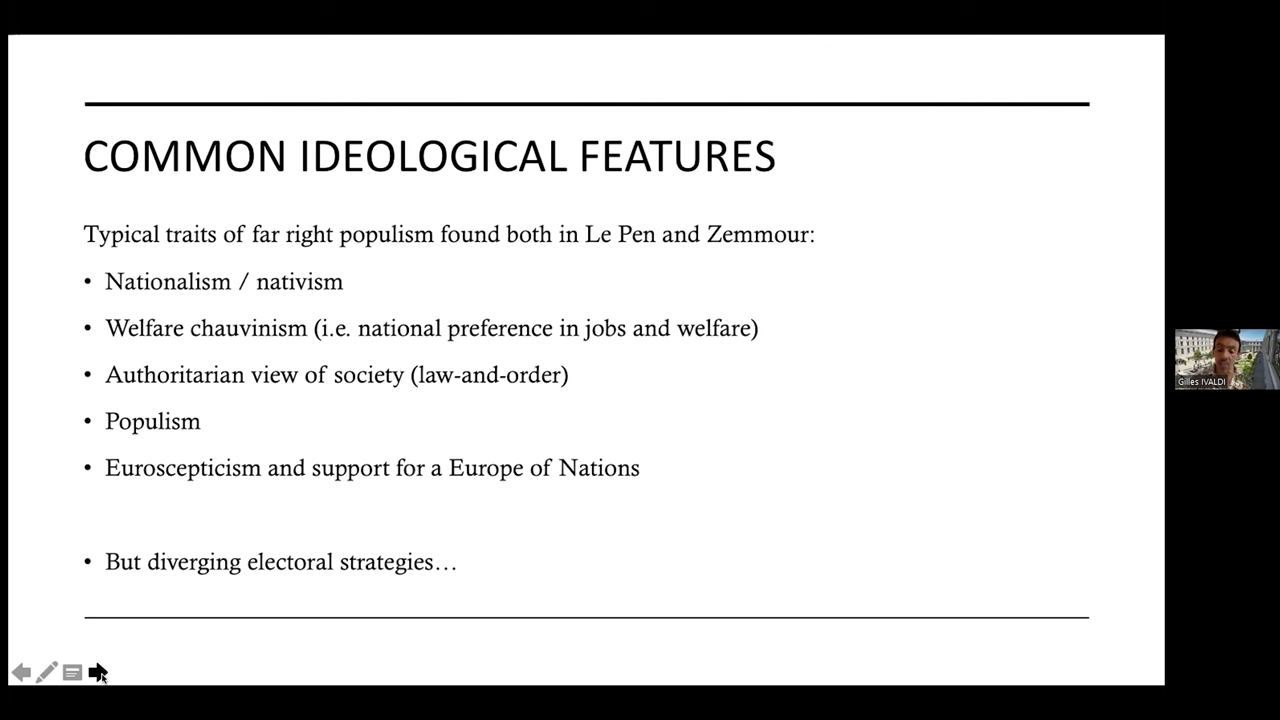 COMMON IDEOLOGICAL FEATURES
Typical traits of far right populism found both in Le Pen and Zemmour:
• Nationalism / nativism
• Welfare chauvinism (i.e. national preference in jobs and welfare)
• Authoritarian view of society (law-and-order)
• Populism
• Euroscepticism and support for a Europe of Nations
• But diverging electoral strategies…
Gilles IVALDI